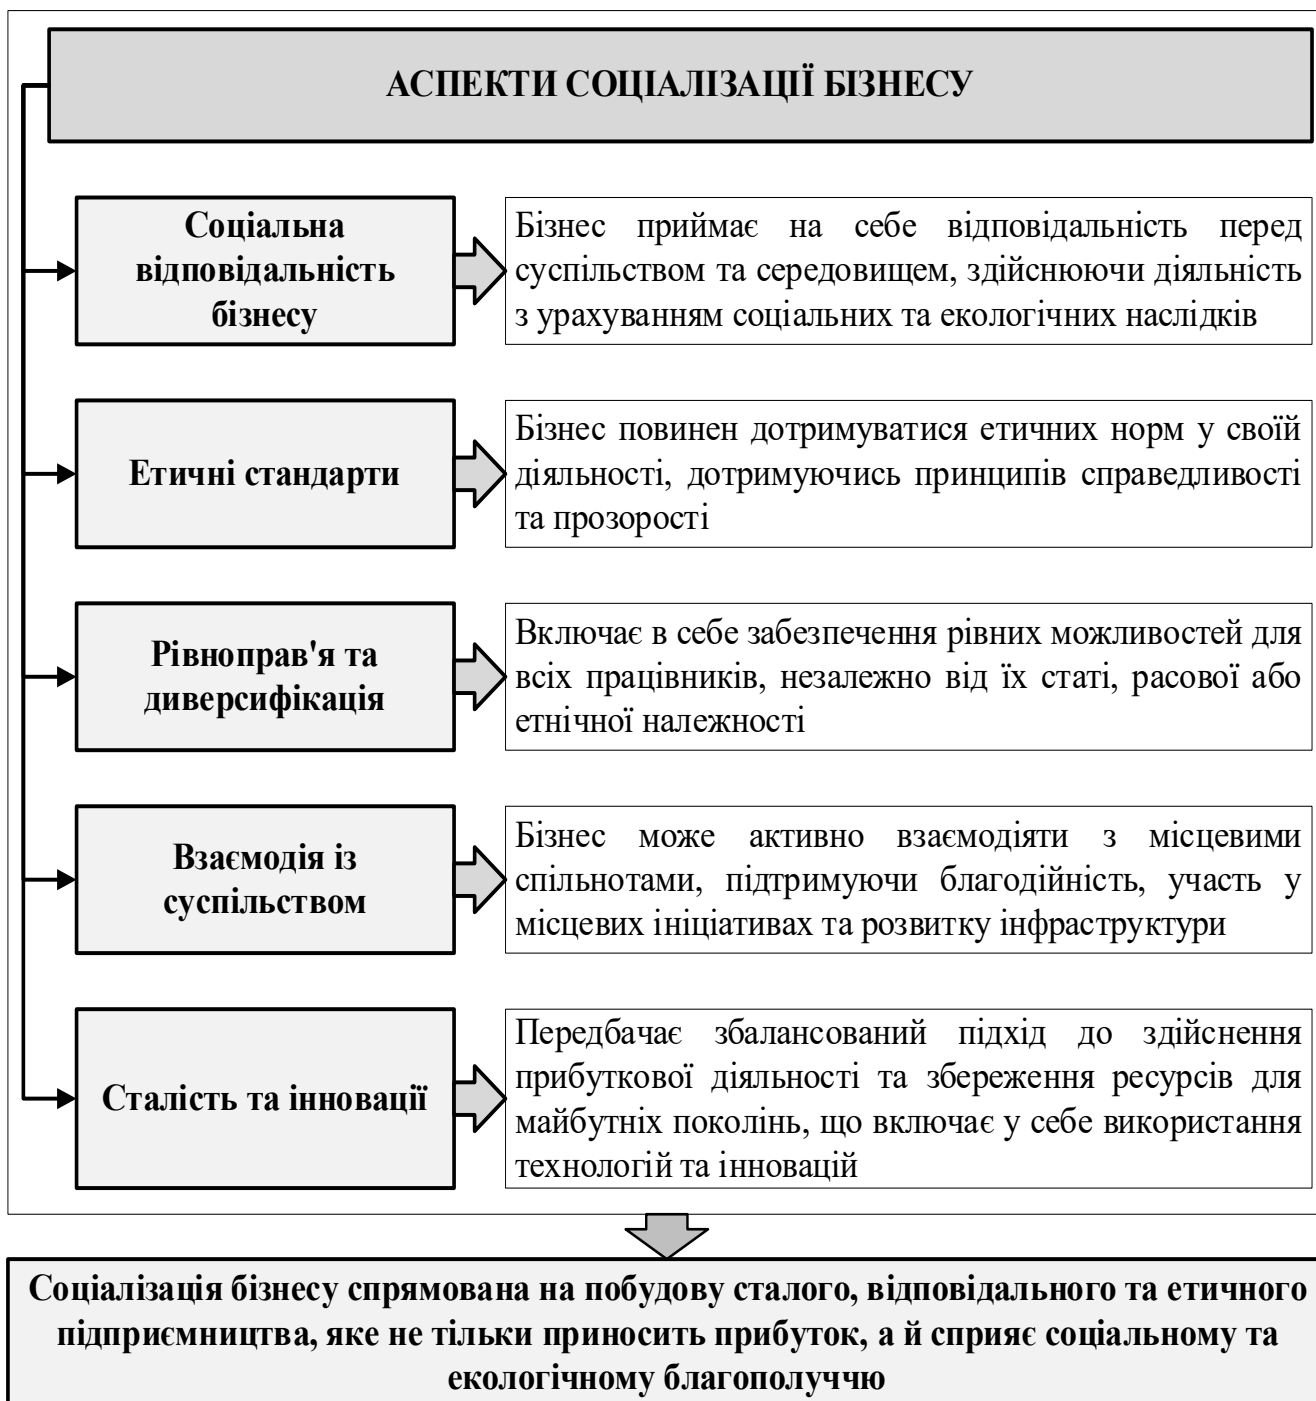 АСПЕКТИ СОЦІАЛІЗАЦІЇ БІЗНЕСУ
Соціальна
відповідальність
бізнесу
Бізнес приймає на себе відповідальність перед
суспільством та середовищем, здійснюючи діяльність
з урахуванням соціальних та екологічних наслідків
Етичні стандарти
Бізнес повинен дотримуватися етичних норм у своїй
діяльності, дотримуючись принципів справедливості
та прозорості
Рівноправ'я та
диверсифікація
Включає в себе забезпечення рівних можливостей для
всіх працівників, незалежно від їх статі, расової або
етнічної належності
Взаємодія із
суспільством
Бізнес може активно взаємодіяти з місцевими
спільнотами, підтримуючи благодійність, участь у
місцевих ініціативах та розвитку інфраструктури
Сталість та інновації
Передбачає збалансований підхід до здійснення
прибуткової діяльності та збереження ресурсів для
майбутніх поколінь, що включає у себе використання
технологій та інновацій
Соціалізація бізнесу спрямована на побудову сталого, відповідального та етичного
підприємництва, яке не тільки приносить прибуток, а й сприяє соціальному та
екологічному благополуччю